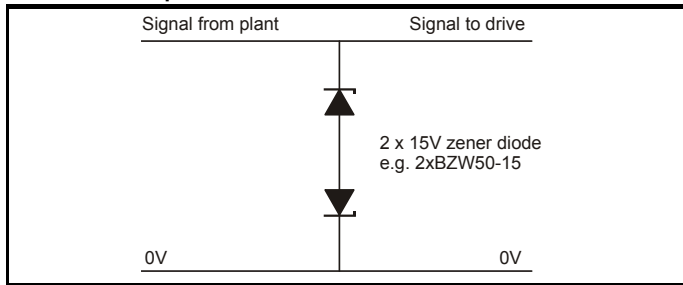 Signal from plant Signal to drive
2 x 15V zener diode
e.g. 2xBZW50-15
0V 0V